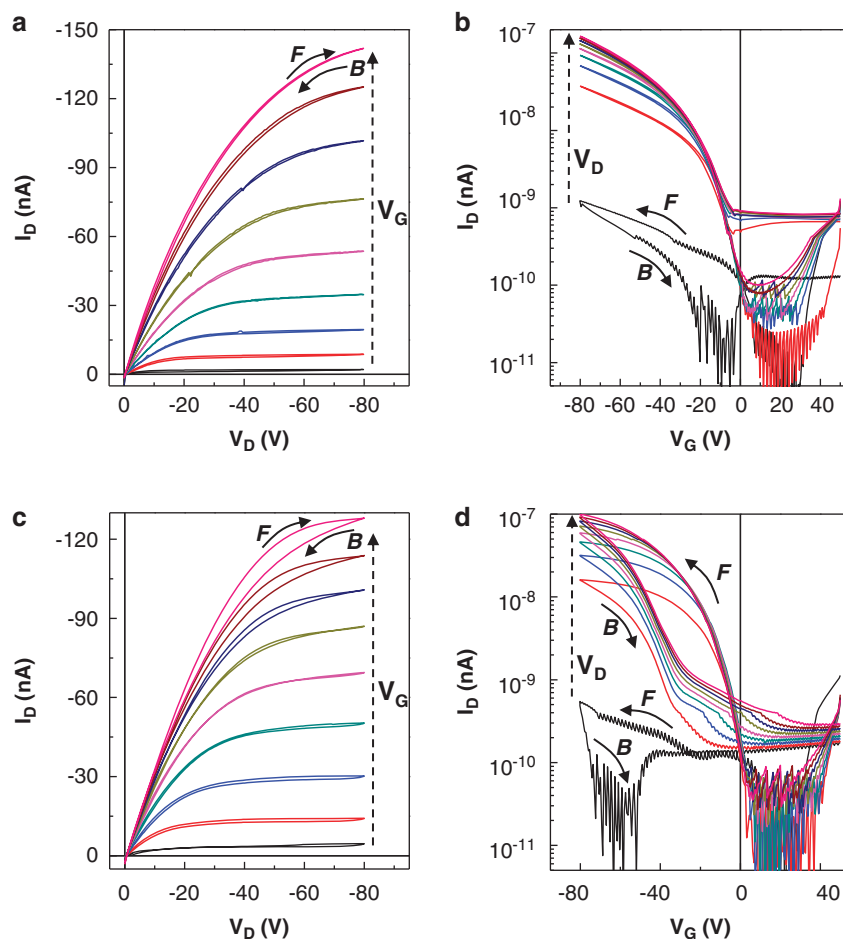 a
-150
-120
-90
-60
-30
0
I_D (nA)
F
B
V_G
0 -20 -40 -60 -80
V_D (V)
b
10^-7
10^-8
10^-9
10^-10
10^-11
I_D (nA)
V_D
F
B
-80 -60 -40 -20 0 20 40
V_G (V)
c
-120
-90
-60
-30
0
I_D (nA)
F
B
V_G
0 -20 -40 -60 -80
V_D (V)
d
10^-7
10^-8
10^-9
10^-10
10^-11
I_D (nA)
F
B
V_D
F
B
-80 -40 0 40
V_G (V)